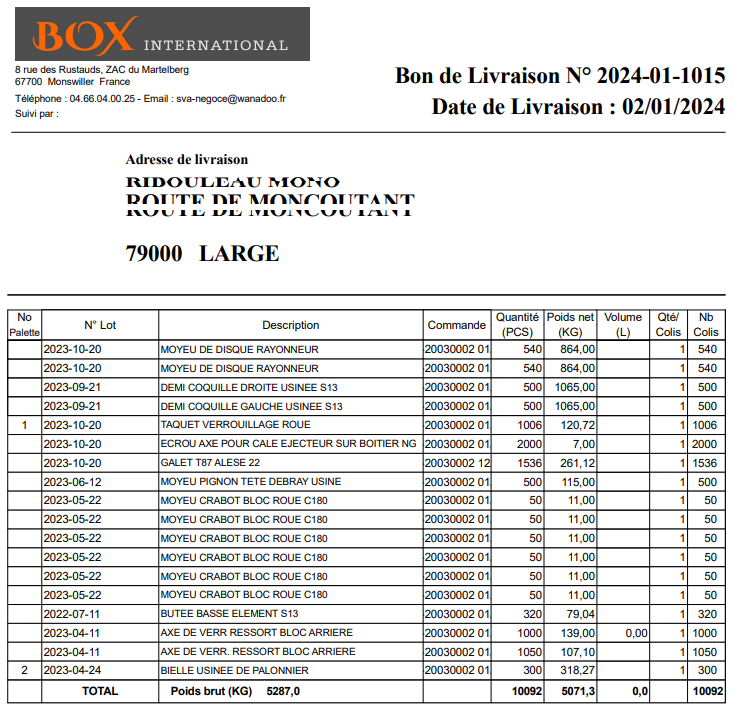 BOX INTERNATIONAL
8 rue des Rustauds, ZAC du Martelberg
67700 Monswiller France
Téléphone : 04.66.04.00.25 - Email : sva-negoce@wanadoo.fr
Suivi par :
Bon de Livraison N° 2024-01-1015
Date de Livraison : 02/01/2024
Adresse de livraison
RIBOULEAU MONO
ROUTE DE MONCOUTANT
ROUTE DE MONCOUTANT
79000 LARGE
No Palette N° Lot Description Commande Quantité (PCS) Poids net (KG) Volume (L) Qté/ Colis Nb Colis
2023-10-20 MOYEU DE DISQUE RAYONNEUR 20030002 01 540 864,00 1 540
2023-10-20 MOYEU DE DISQUE RAYONNEUR 20030002 01 540 864,00 1 540
2023-09-21 DEMI COQUILLE DROITE USINEE S13 20030002 01 500 1065,00 1 500
2023-09-21 DEMI COQUILLE GAUCHE USINEE S13 20030002 01 500 1065,00 1 500
1 2023-10-20 TAQUET VERROUILLAGE ROUE 20030002 01 1006 120,72 1 1006
2023-10-20 ECROU AXE POUR CALE EJECTEUR SUR BOITIER NG 20030002 01 2000 7,00 1 2000
2023-10-20 GALET T87 ALESE 22 20030002 12 1536 261,12 1 1536
2023-06-12 MOYEU PIGNON TETE DEBRAY USINE 20030002 01 500 115,00 1 500
2023-05-22 MOYEU CRABOT BLOC ROUE C180 20030002 01 50 11,00 1 50
2023-05-22 MOYEU CRABOT BLOC ROUE C180 20030002 01 50 11,00 1 50
2023-05-22 MOYEU CRABOT BLOC ROUE C180 20030002 01 50 11,00 1 50
2023-05-22 MOYEU CRABOT BLOC ROUE C180 20030002 01 50 11,00 1 50
2023-05-22 MOYEU CRABOT BLOC ROUE C180 20030002 01 50 11,00 1 50
2023-05-22 MOYEU CRABOT BLOC ROUE C180 20030002 01 50 11,00 1 50
2022-07-11 BUTEE BASSE ELEMENT S13 20030002 01 320 79,04 1 320
2023-04-11 AXE DE VERR RESSORT BLOC ARRIERE 20030002 01 1000 139,00 0,00 1 1000
2023-04-11 AXE DE VERR. RESSORT BLOC ARRIERE 20030002 01 1050 107,10 1 1050
2 2023-04-24 BIELLE USINEE DE PALONNIER 20030002 01 300 318,27 1 300
TOTAL Poids brut (KG) 5287,0 10092 5071,3 0,0 10092